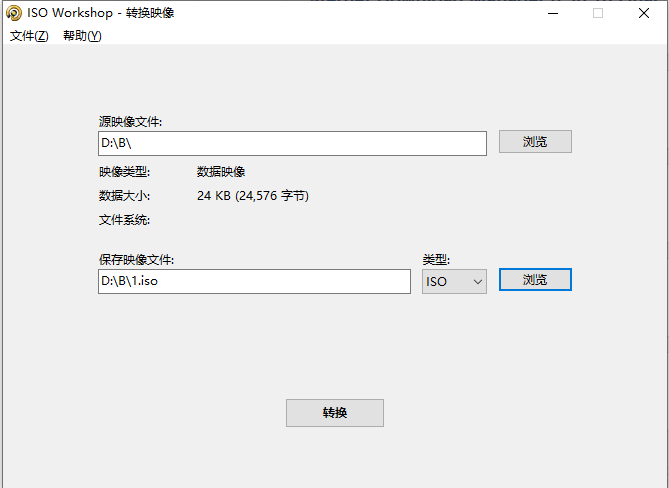 ISO Workshop - 转换映像
文件(Z) 帮助(Y)
源映像文件:
D:\B\ 浏览
映像类型: 数据映像
数据大小: 24 KB (24,576 字节)
文件系统:
保存映像文件: 类型:
D:\B\1.iso ISO 浏览
转换